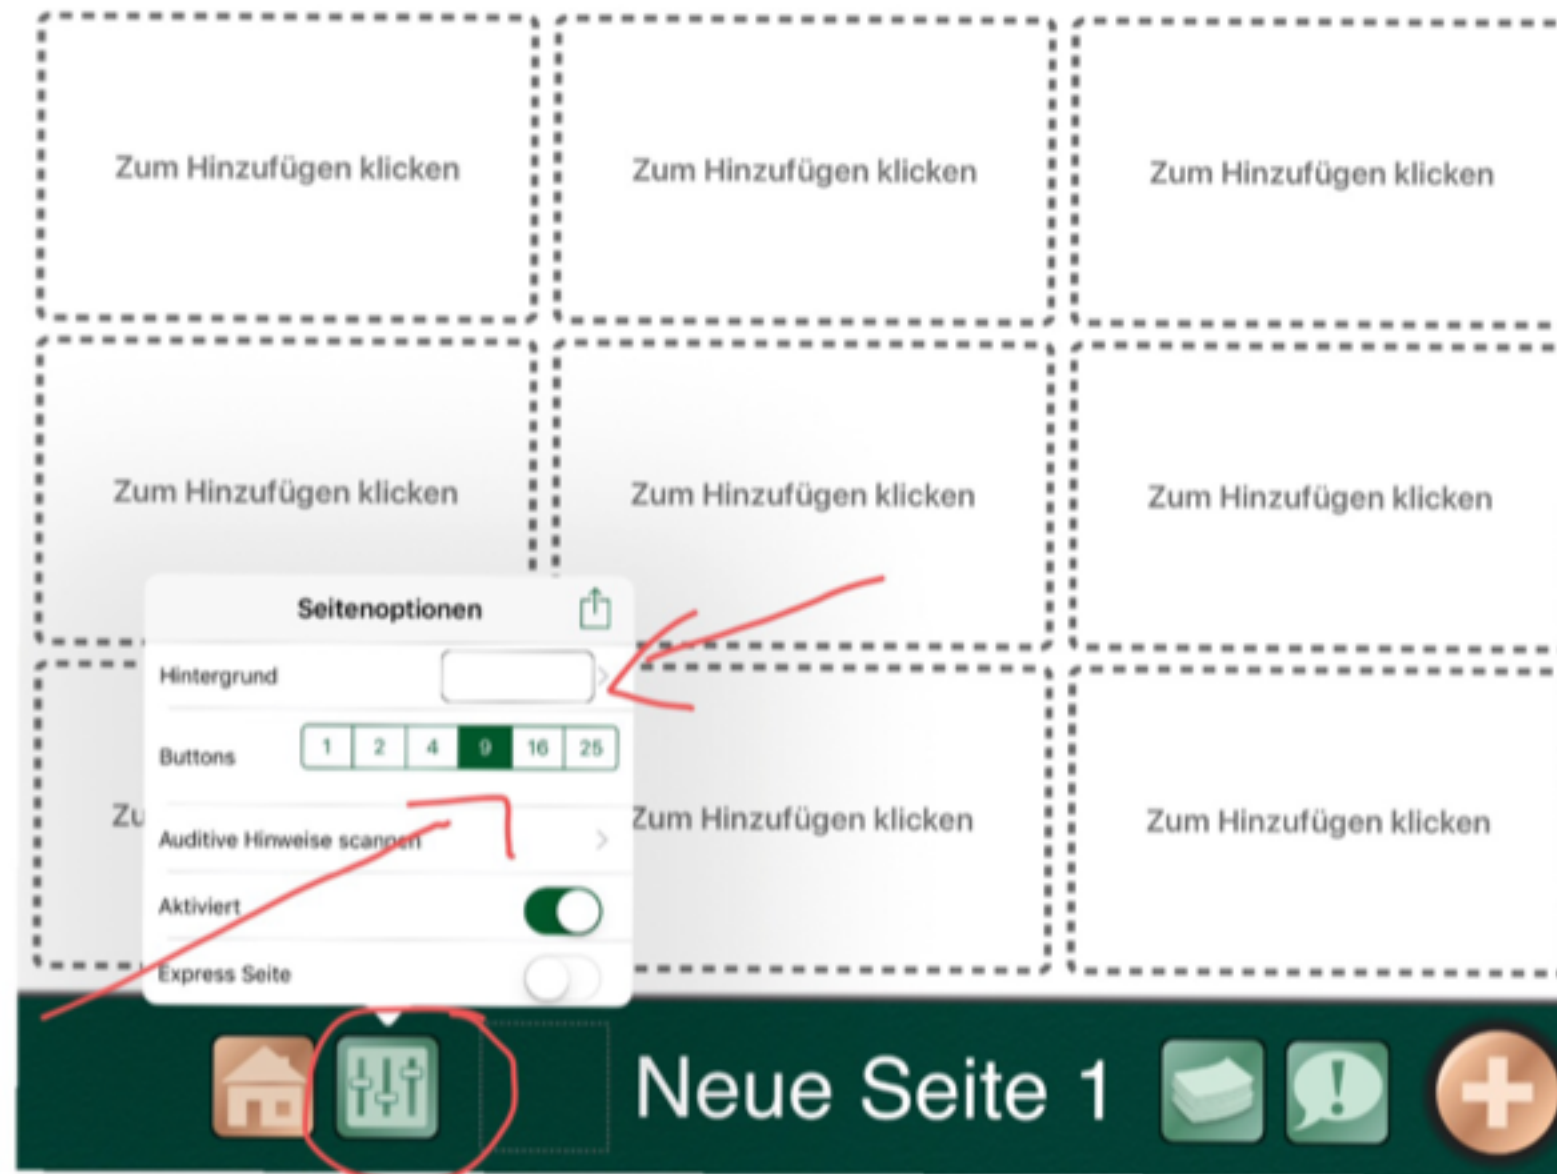 Zum Hinzufügen klicken
Zum Hinzufügen klicken
Zum Hinzufügen klicken
Zum Hinzufügen klicken
Zum Hinzufügen klicken
Zum Hinzufügen klicken
Seitenoptionen
Hintergrund
Buttons 1 2 4 9 16 25
Auditive Hinweise scannen
Aktiviert
Express Seite
Zu
Zum Hinzufügen klicken
Zum Hinzufügen klicken
Neue Seite 1